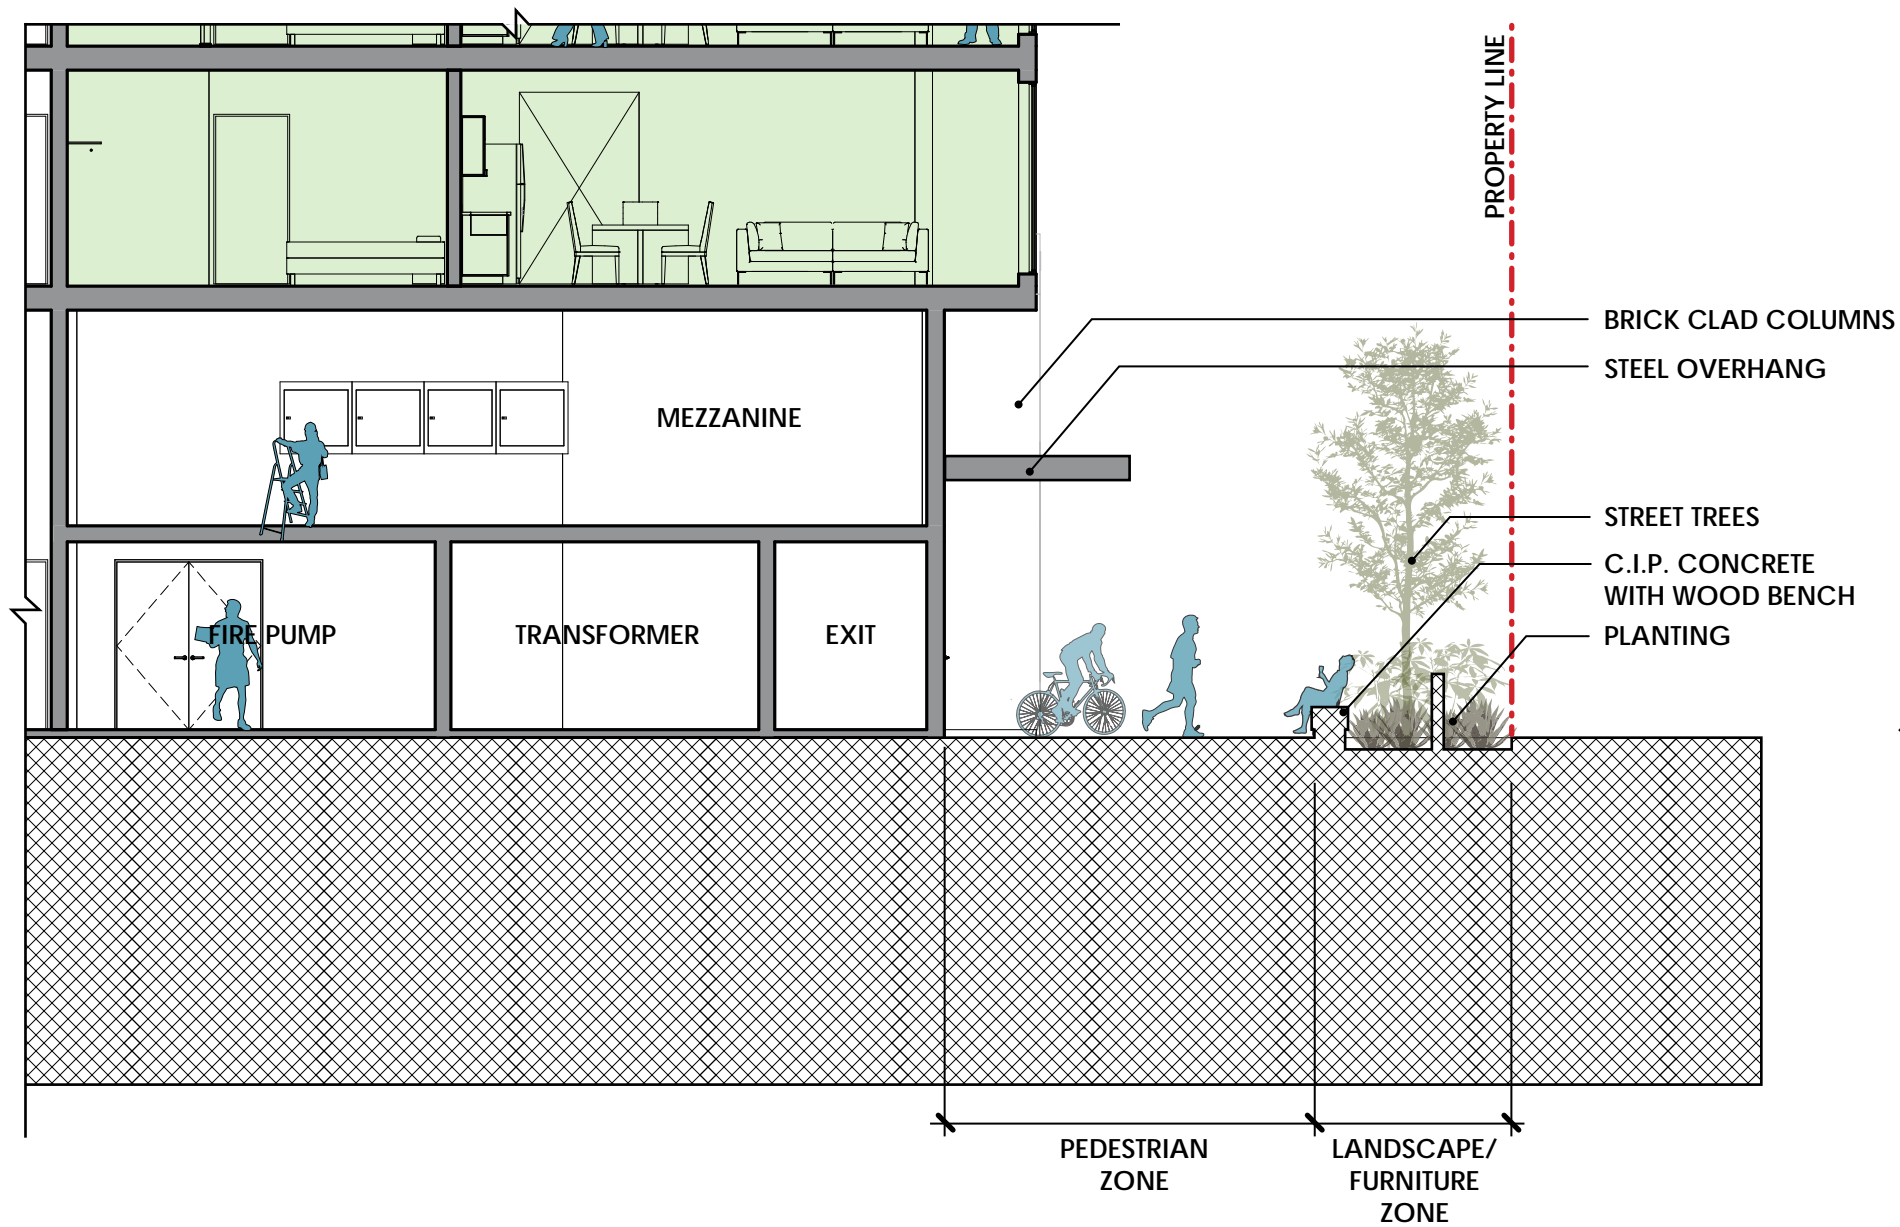 PROPERTY LINE
BRICK CLAD COLUMNS
STEEL OVERHANG
MEZZANINE
STREET TREES
C.I.P. CONCRETE
WITH WOOD BENCH
PLANTING
FIRE PUMP
TRANSFORMER
EXIT
PEDESTRIAN
ZONE
LANDSCAPE/
FURNITURE
ZONE